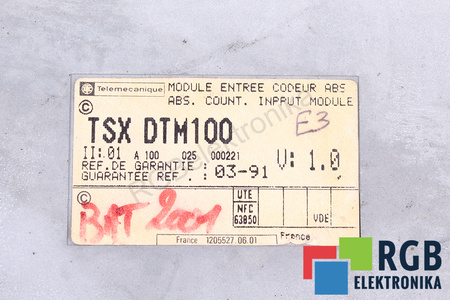 Telemecanique
MODULE ENTREE CODEUR ABS
ABS. COUNT. INPPUT MODULE
TSX DTM100
E3
II:01 A 100 025 000221
V: 1.0
REF.DE GARANTIE :
GUARANTEE REF. : 03-91
BAT 2001
UTE
NFC
63850
VDE
France 1205527.06.01
France
RGB
ELEKTRONIKA